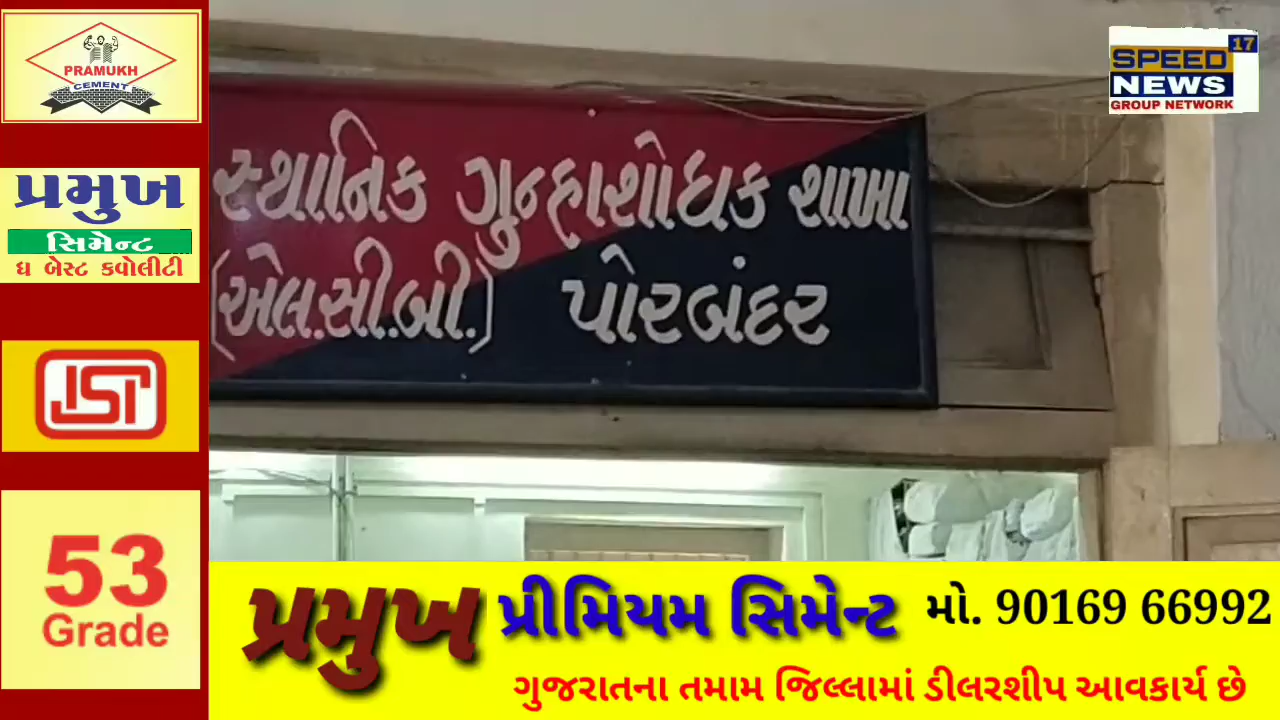 PRAMUKH
CEMENT
પ્રમુખ
સિમેન્ટ
ધ બેસ્ટ કવોલીટી
ISI
53
Grade
સ્થાનિક ગુન્હાશોધક શાખા
(એલ.સી.બી.) પોરબંદર
SPEED 17
NEWS
GROUP NETWORK
પ્રમુખ પ્રીમિયમ સિમેન્ટ મો. 90169 66992
ગુજરાતના તમામ જિલ્લામાં ડીલરશીપ આવકાર્ય છે